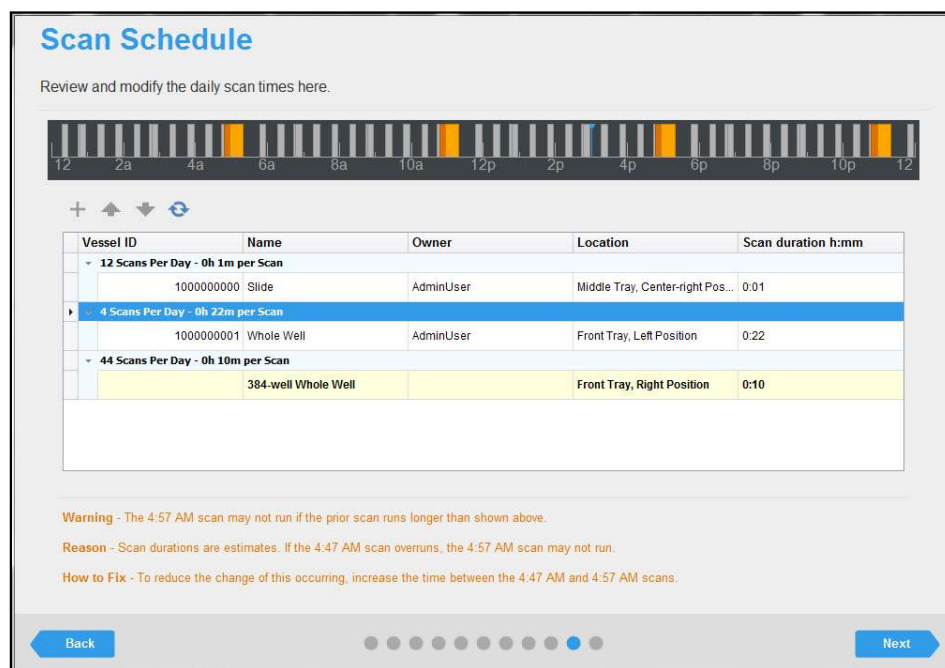 Scan Schedule
Review and modify the daily scan times here.
12 2a 4a 6a 8a 10a 12p 2p 4p 6p 8p 10p 12
Vessel ID Name Owner Location Scan duration h:mm
12 Scans Per Day - 0h 1m per Scan
1000000000 Slide AdminUser Middle Tray, Center-right Pos... 0:01
4 Scans Per Day - 0h 22m per Scan
1000000001 Whole Well AdminUser Front Tray, Left Position 0:22
44 Scans Per Day - 0h 10m per Scan
384-well Whole Well Front Tray, Right Position 0:10
Warning - The 4:57 AM scan may not run if the prior scan runs longer than shown above.
Reason - Scan durations are estimates. If the 4:47 AM scan overruns, the 4:57 AM scan may not run.
How to Fix - To reduce the change of this occurring, increase the time between the 4:47 AM and 4:57 AM scans.
Back Next